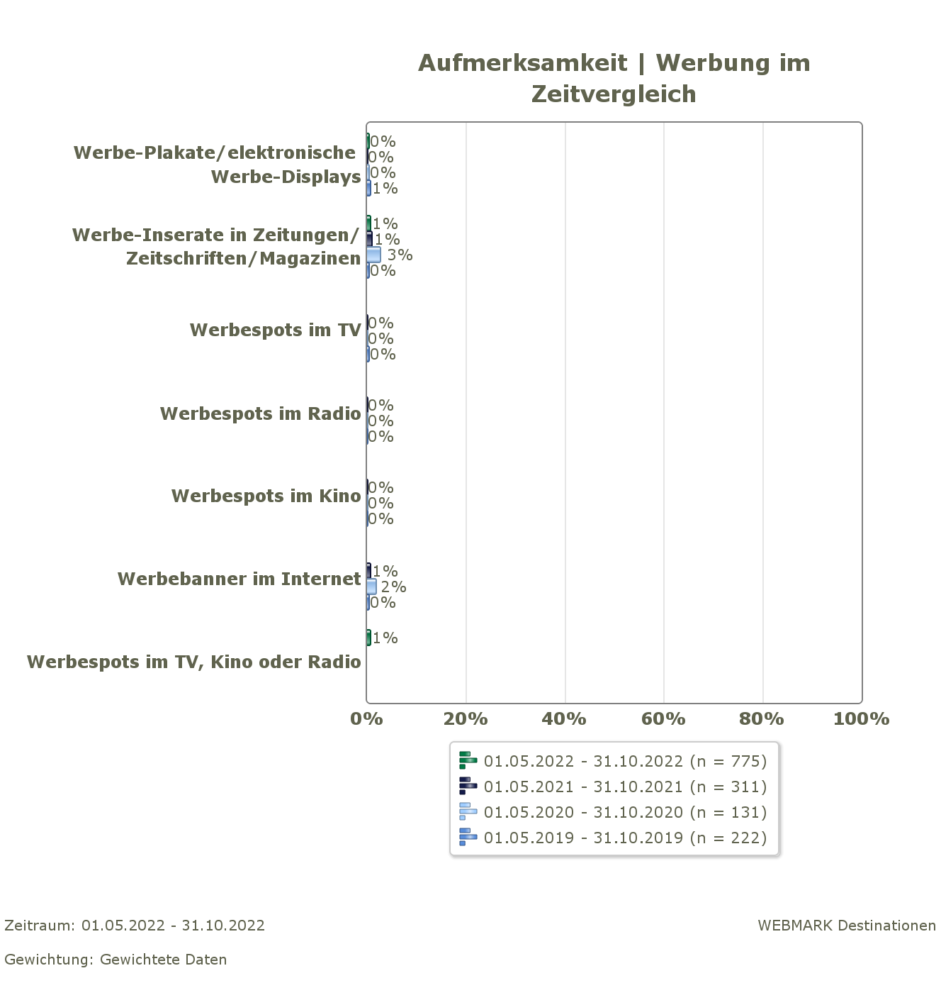 Aufmerksamkeit | Werbung im
Zeitvergleich
Werbe-Plakate/elektronische
Werbe-Displays
0%
0%
0%
1%
Werbe-Inserate in Zeitungen/
Zeitschriften/Magazinen
1%
1%
3%
0%
Werbespots im TV
0%
0%
0%
Werbespots im Radio
0%
0%
0%
Werbespots im Kino
0%
0%
0%
Werbebanner im Internet
1%
2%
0%
Werbespots im TV, Kino oder Radio
1%
0% 20% 40% 60% 80% 100%
01.05.2022 - 31.10.2022 (n = 775)
01.05.2021 - 31.10.2021 (n = 311)
01.05.2020 - 31.10.2020 (n = 131)
01.05.2019 - 31.10.2019 (n = 222)
Zeitraum: 01.05.2022 - 31.10.2022
WEBMARK Destinationen
Gewichtung: Gewichtete Daten